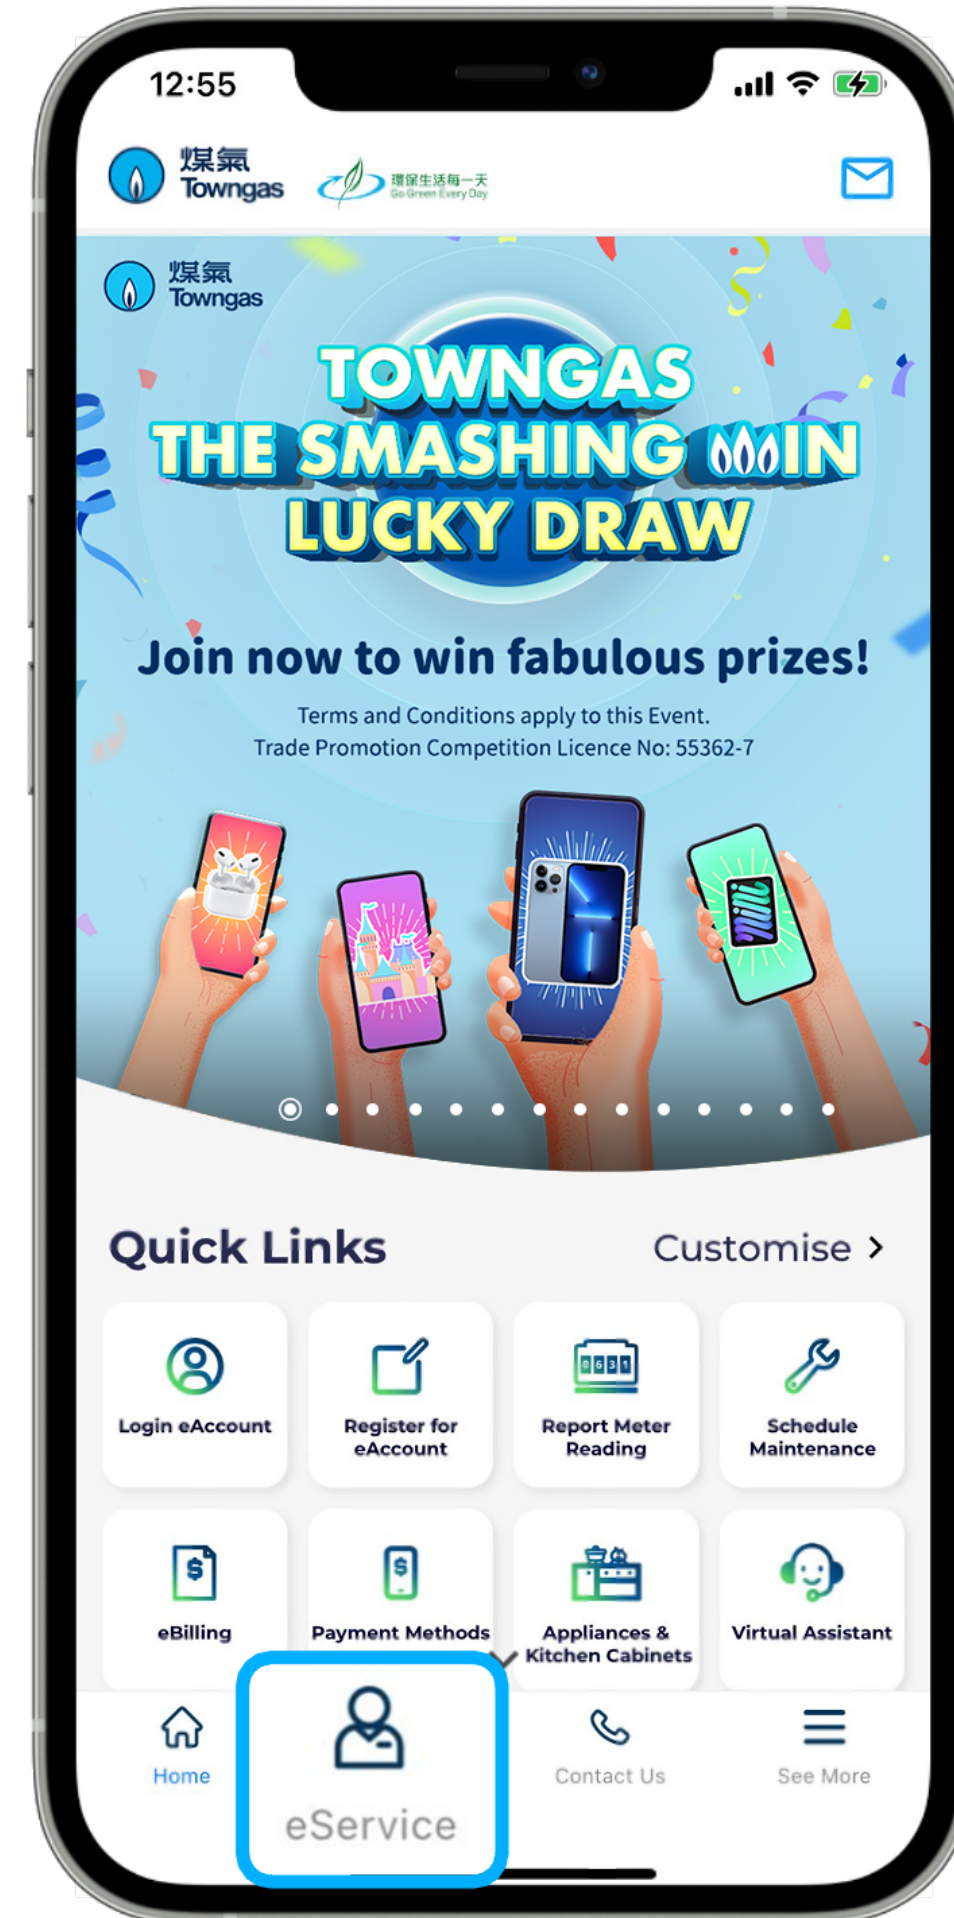 12:55
煤氣
Towngas
環保生活每一天
Go Green Every Day
煤氣
Towngas
TOWNGAS
THE SMASHING WIN
LUCKY DRAW
Join now to win fabulous prizes!
Terms and Conditions apply to this Event.
Trade Promotion Competition Licence No: 55362-7
mini
Quick Links
Customise >
0631
Login eAccount
Register for
eAccount
Report Meter
Reading
Schedule
Maintenance
$
$
eBilling
Payment Methods
Appliances &
Kitchen Cabinets
Virtual Assistant
Home
eService
Contact Us
See More